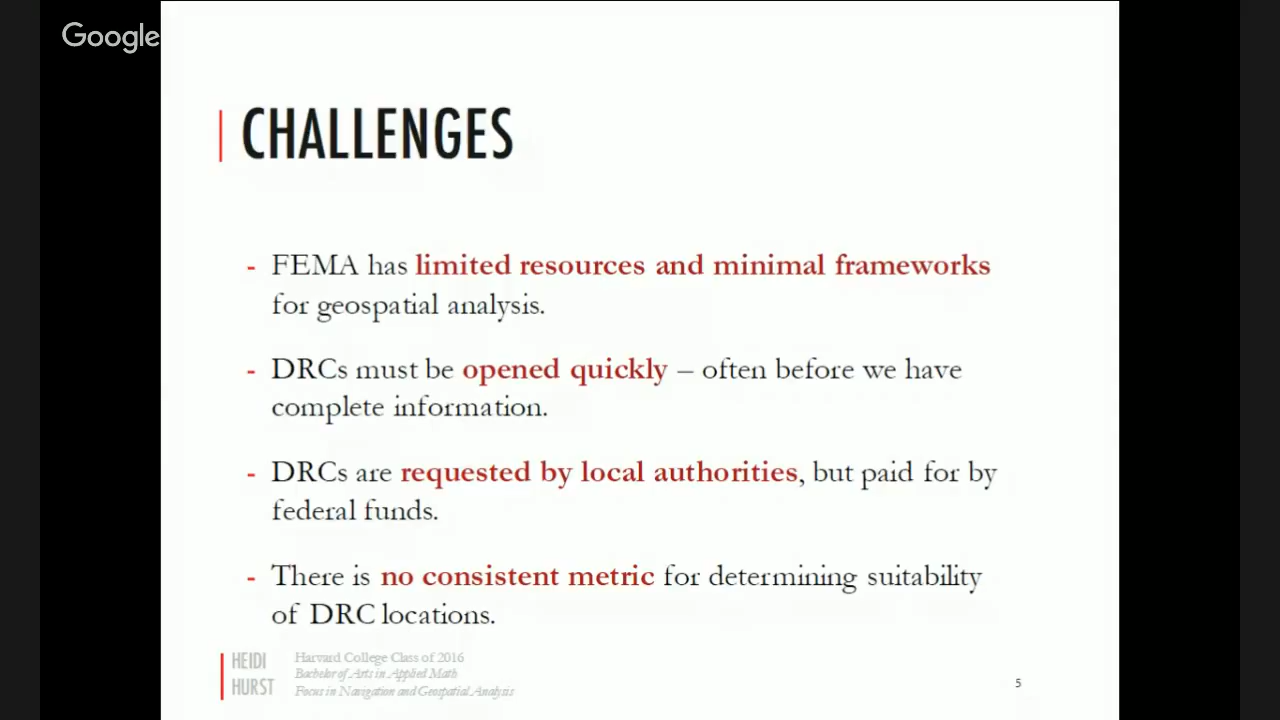 Google
CHALLENGES
- FEMA has limited resources and minimal frameworks
for geospatial analysis.
- DRCs must be opened quickly – often before we have
complete information.
- DRCs are requested by local authorities, but paid for by
federal funds.
- There is no consistent metric for determining suitability
of DRC locations.
HEIDI
HURST
Harvard College Class of 2016
Bachelor of Arts in Applied Math
Focus in Navigation and Geospatial Analysis
5